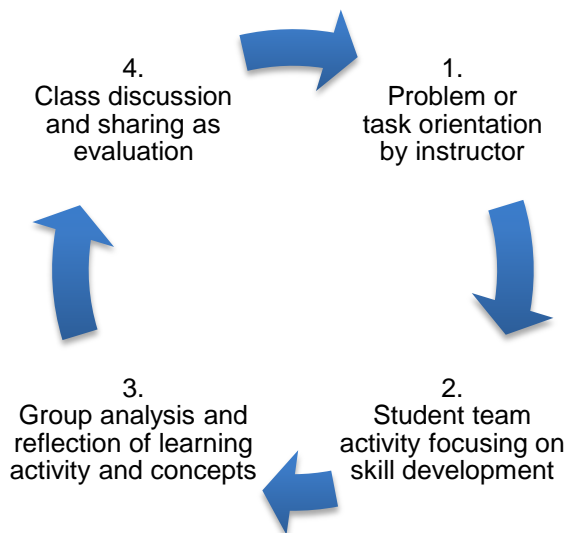 1.
Problem or
task orientation
by instructor
2.
Student team
activity focusing on
skill development
3.
Group analysis and
reflection of learning
activity and concepts
4.
Class discussion
and sharing as
evaluation